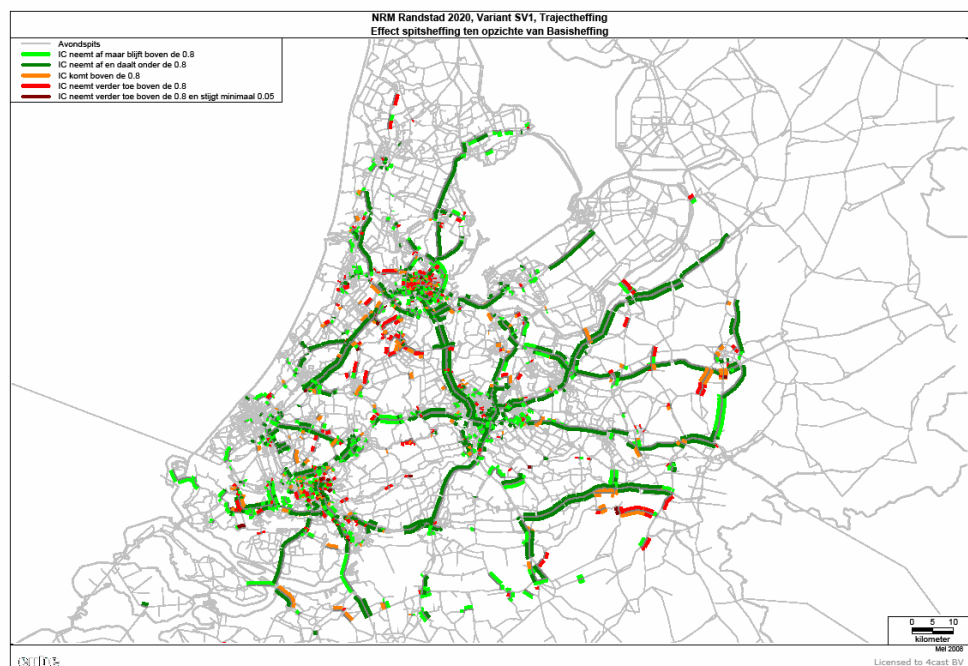 NRM Randstad 2020, Variant SV1, Trajectheffing
Effect spitsheffing ten opzichte van Basisheffing
Avondspits
IC neemt af maar blijft boven de 0.8
IC neemt af en daalt onder de 0.8
IC komt boven de 0.8
IC neemt verder toe boven de 0.8
IC neemt verder toe boven de 0.8 en stijgt minimaal 0.05
0 5 10
kilometer
Mei 2008
Licensed to 4cast BV